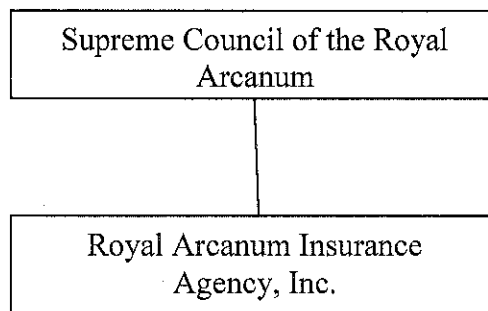 Supreme Council of the Royal
Arcanum
Royal Arcanum Insurance
Agency, Inc.